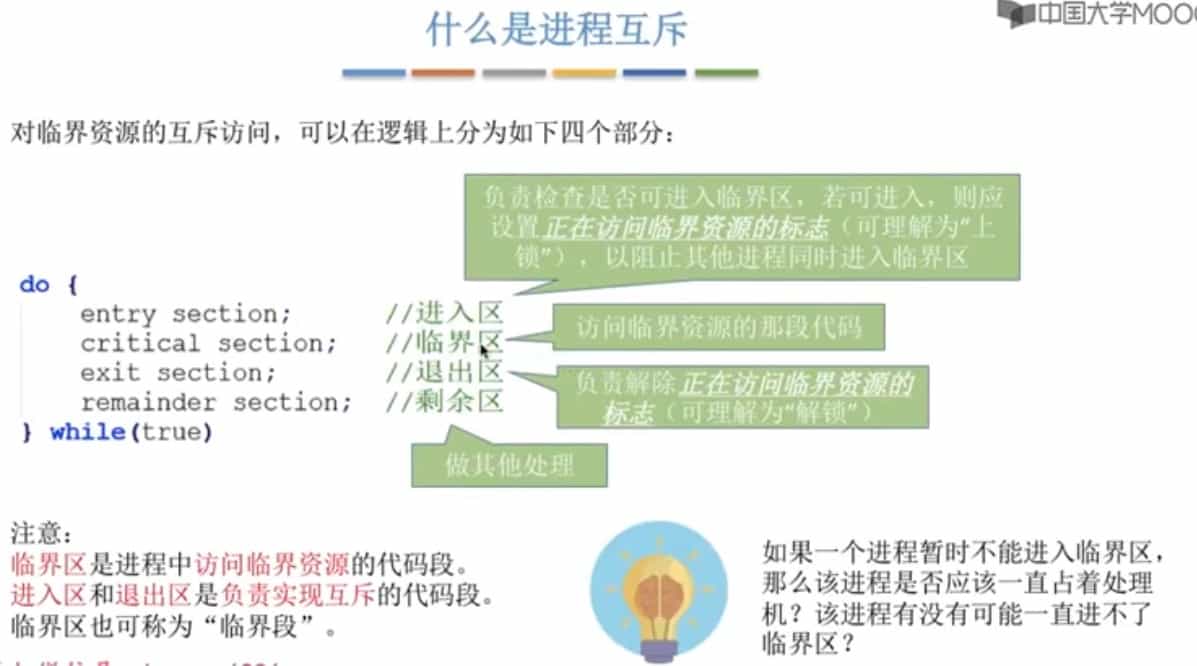 中国大学MOO
什么是进程互斥
对临界资源的互斥访问，可以在逻辑上分为如下四个部分：
负责检查是否可进入临界区，若可进入，则应
设置正在访问临界资源的标志（可理解为“上
锁”），以阻止其他进程同时进入临界区
do {
entry section; //进入区
critical section; //临界区
exit section; //退出区
remainder section; //剩余区
} while(true)
访问临界资源的那段代码
负责解除正在访问临界资源的
标志（可理解为“解锁”）
做其他处理
注意：
临界区是进程中访问临界资源的代码段。
进入区和退出区是负责实现互斥的代码段。
临界区也可称为“临界段”。
如果一个进程暂时不能进入临界区，
那么该进程是否应该一直占着处理
机？该进程有没有可能一直进不了
临界区？